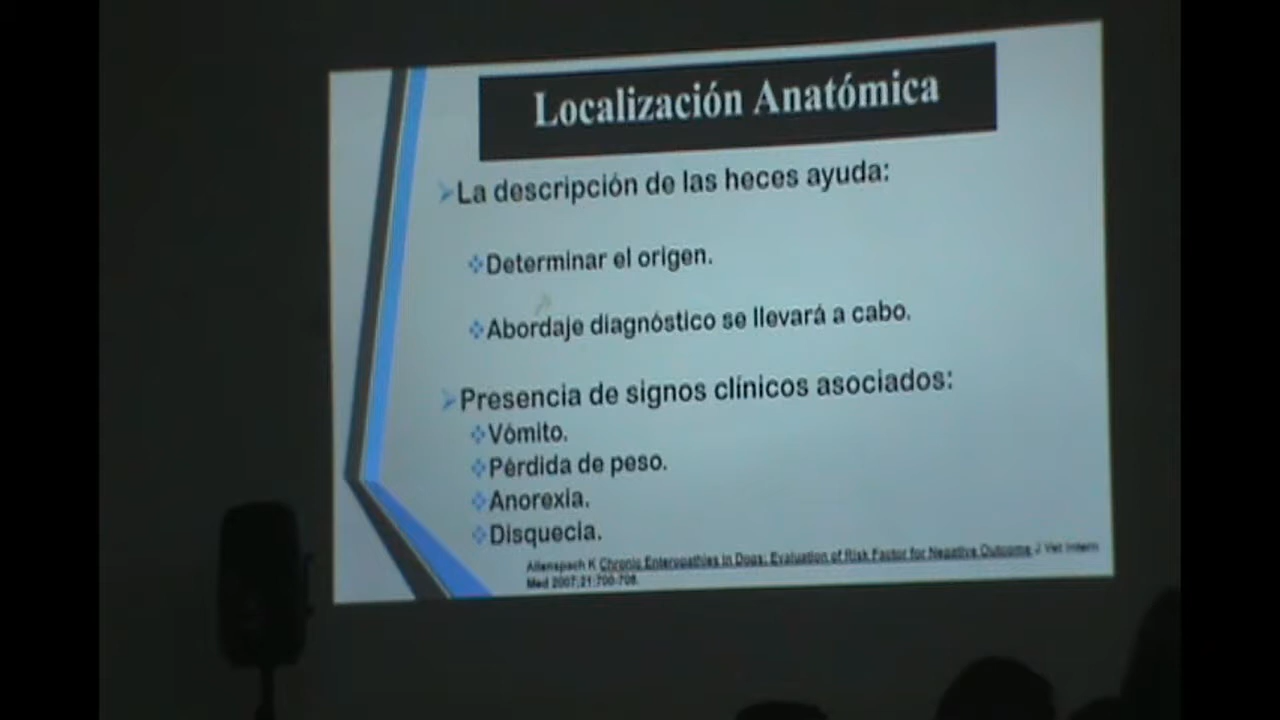 Localización Anatómica
La descripción de las heces ayuda:
Determinar el origen.
Abordaje diagnóstico se llevará a cabo.
Presencia de signos clínicos asociados:
Vómito.
Pérdida de peso.
Anorexia.
Disquecia.
Allenspach K Chronic Enteropathies in Dogs: Evaluation of Risk Factor for Negative Outcome J Vet Intern
Med 2007;21:700-708.